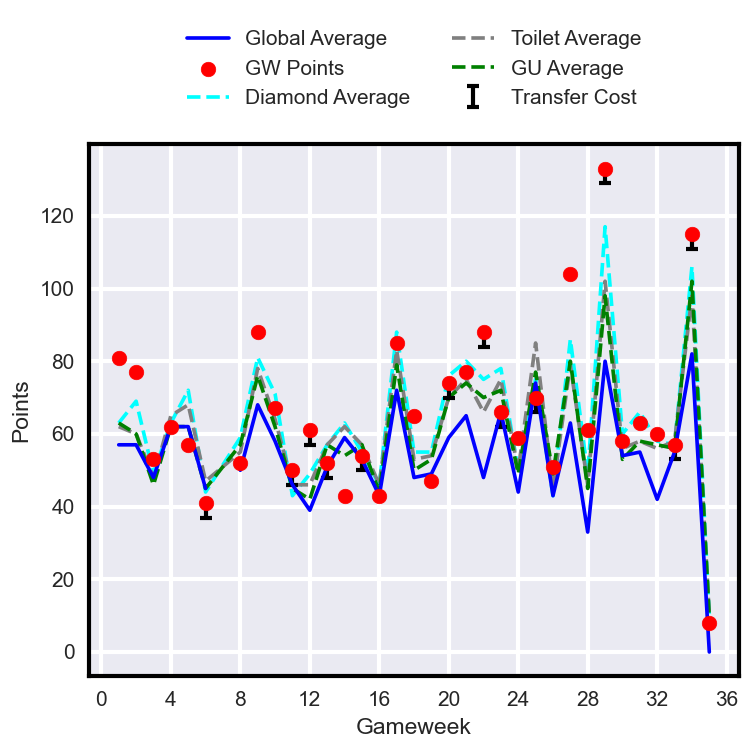 Global Average
GW Points
Diamond Average
Toilet Average
GU Average
Transfer Cost
Points
120
100
80
60
40
20
0
0 4 8 12 16 20 24 28 32 36
Gameweek